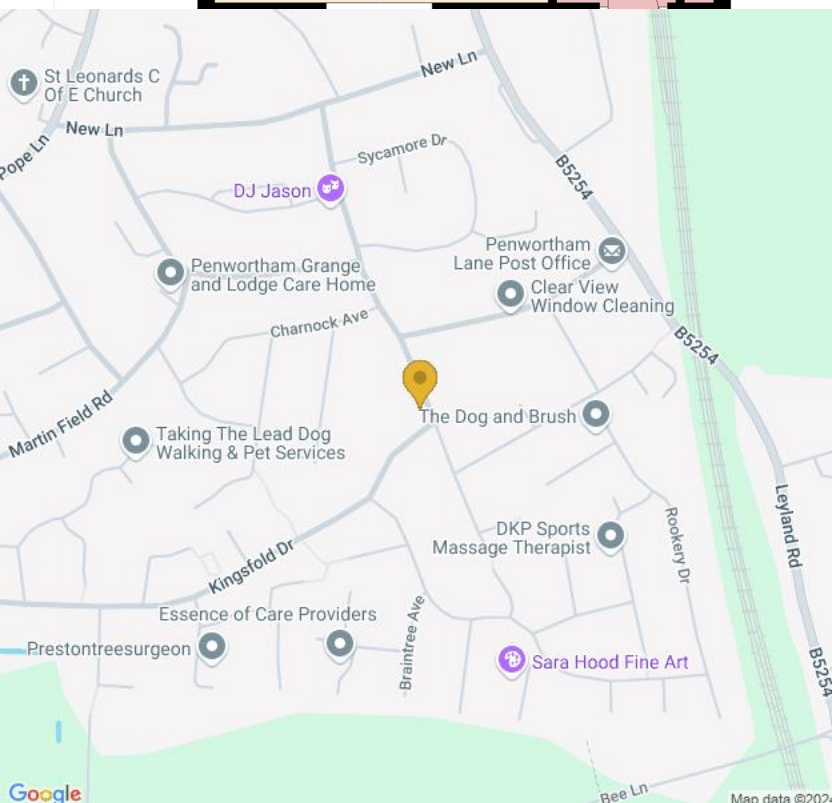 St Leonards C
Of E Church
New Ln
New Ln
Pope Ln
Sycamore Dr
B5254
DJ Jason
Penwortham
Lane Post Office
Penwortham Grange
and Lodge Care Home
Clear View
Window Cleaning
Charnock Ave
B5254
Martin Field Rd
The Dog and Brush
Taking The Lead Dog
Walking & Pet Services
Leyland Rd
DKP Sports
Massage Therapist
Rookery Dr
Kingsfold Dr
Essence of Care Providers
Braintree Ave
Prestontreesurgeon
Sara Hood Fine Art
B5254
Google
Bee Ln
Map data ©2024